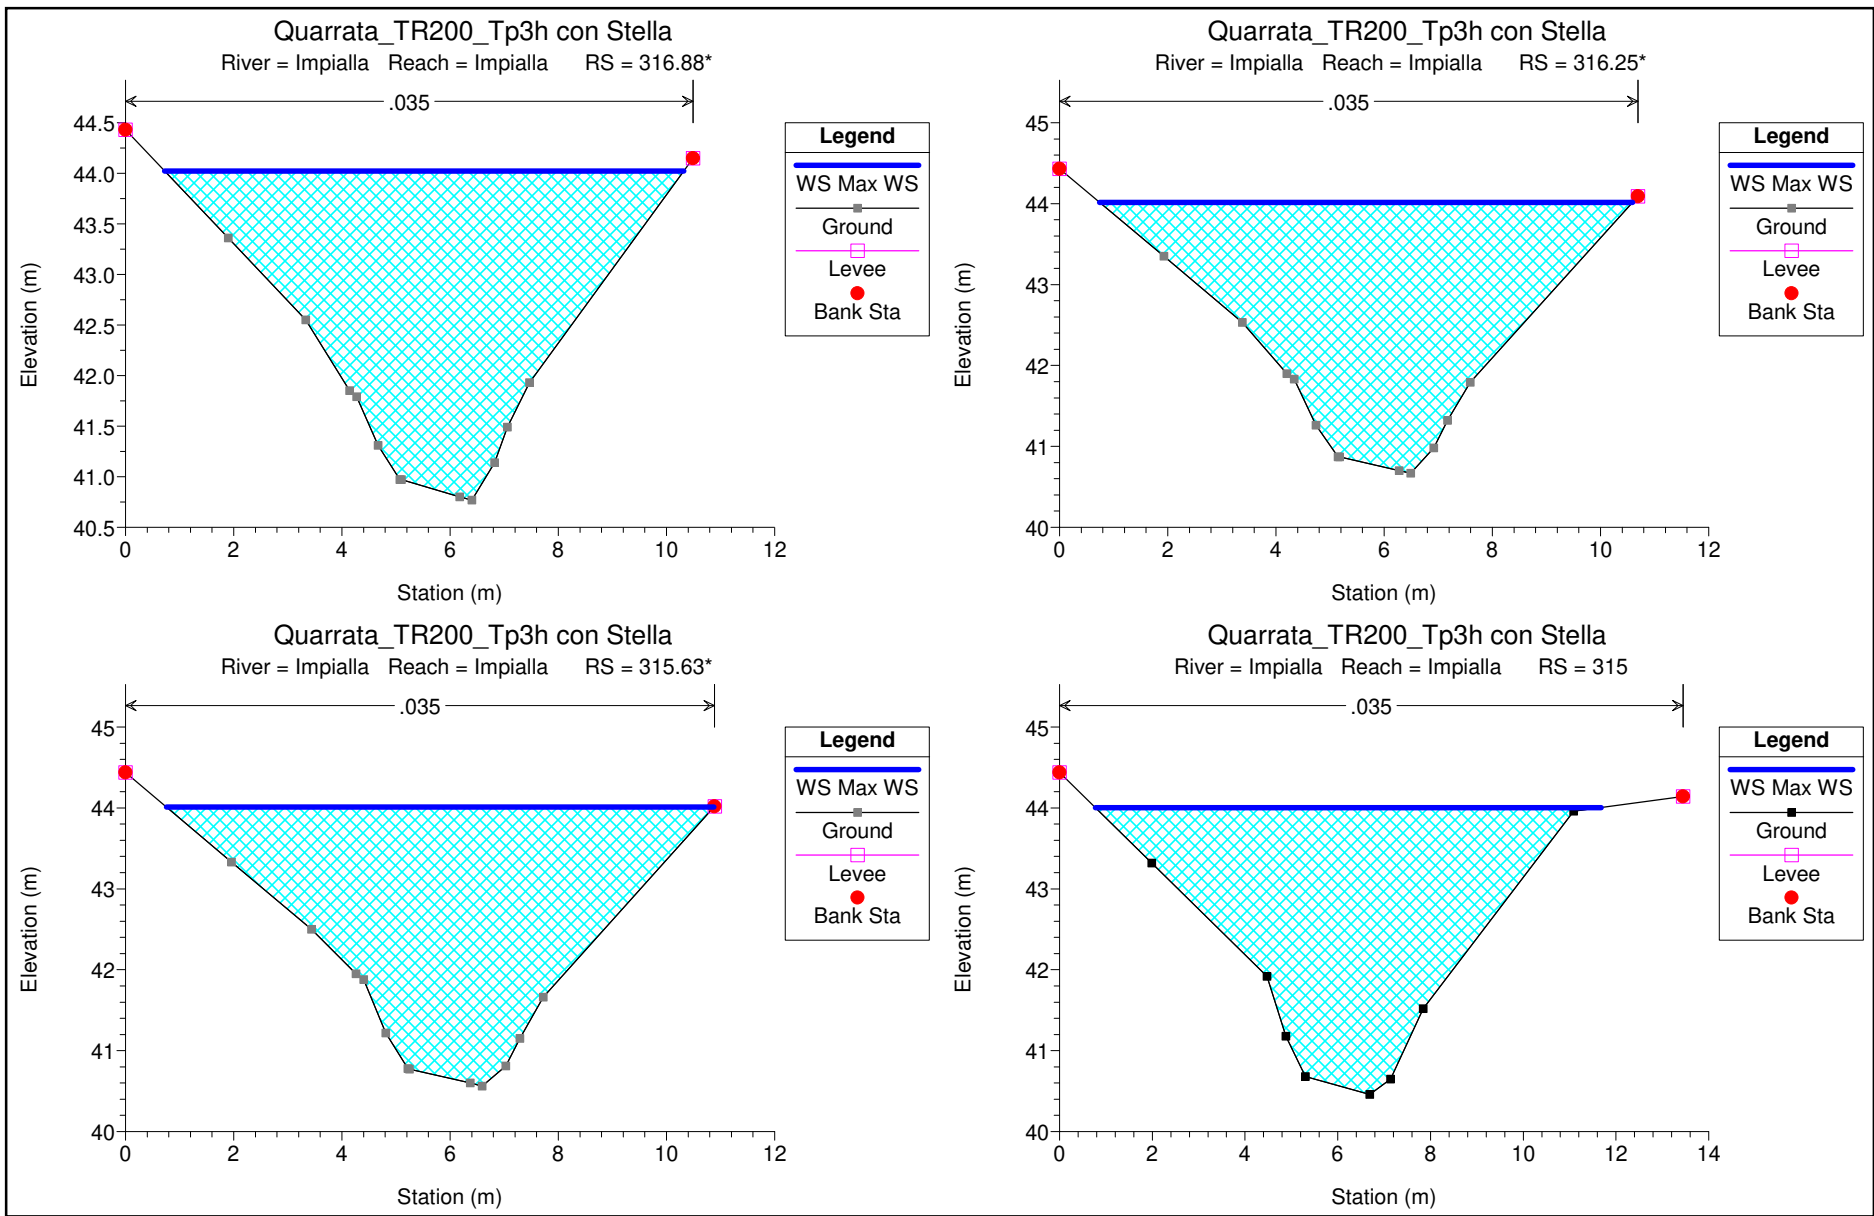 Quarrata_TR200_Tp3h con Stella
River = Impialla Reach = Impialla RS = 316.88*
.035
44.5
44.0
43.5
43.0
42.5
42.0
41.5
41.0
40.5
0 2 4 6 8 10 12
Elevation (m)
Station (m)
Legend
WS Max WS
Ground
Levee
Bank Sta
Quarrata_TR200_Tp3h con Stella
River = Impialla Reach = Impialla RS = 316.25*
.035
45
44
43
42
41
40
0 2 4 6 8 10 12
Elevation (m)
Station (m)
Legend
WS Max WS
Ground
Levee
Bank Sta
Quarrata_TR200_Tp3h con Stella
River = Impialla Reach = Impialla RS = 315.63*
.035
45
44
43
42
41
40
0 2 4 6 8 10 12
Elevation (m)
Station (m)
Legend
WS Max WS
Ground
Levee
Bank Sta
Quarrata_TR200_Tp3h con Stella
River = Impialla Reach = Impialla RS = 315
.035
45
44
43
42
41
40
0 2 4 6 8 10 12 14
Elevation (m)
Station (m)
Legend
WS Max WS
Ground
Levee
Bank Sta